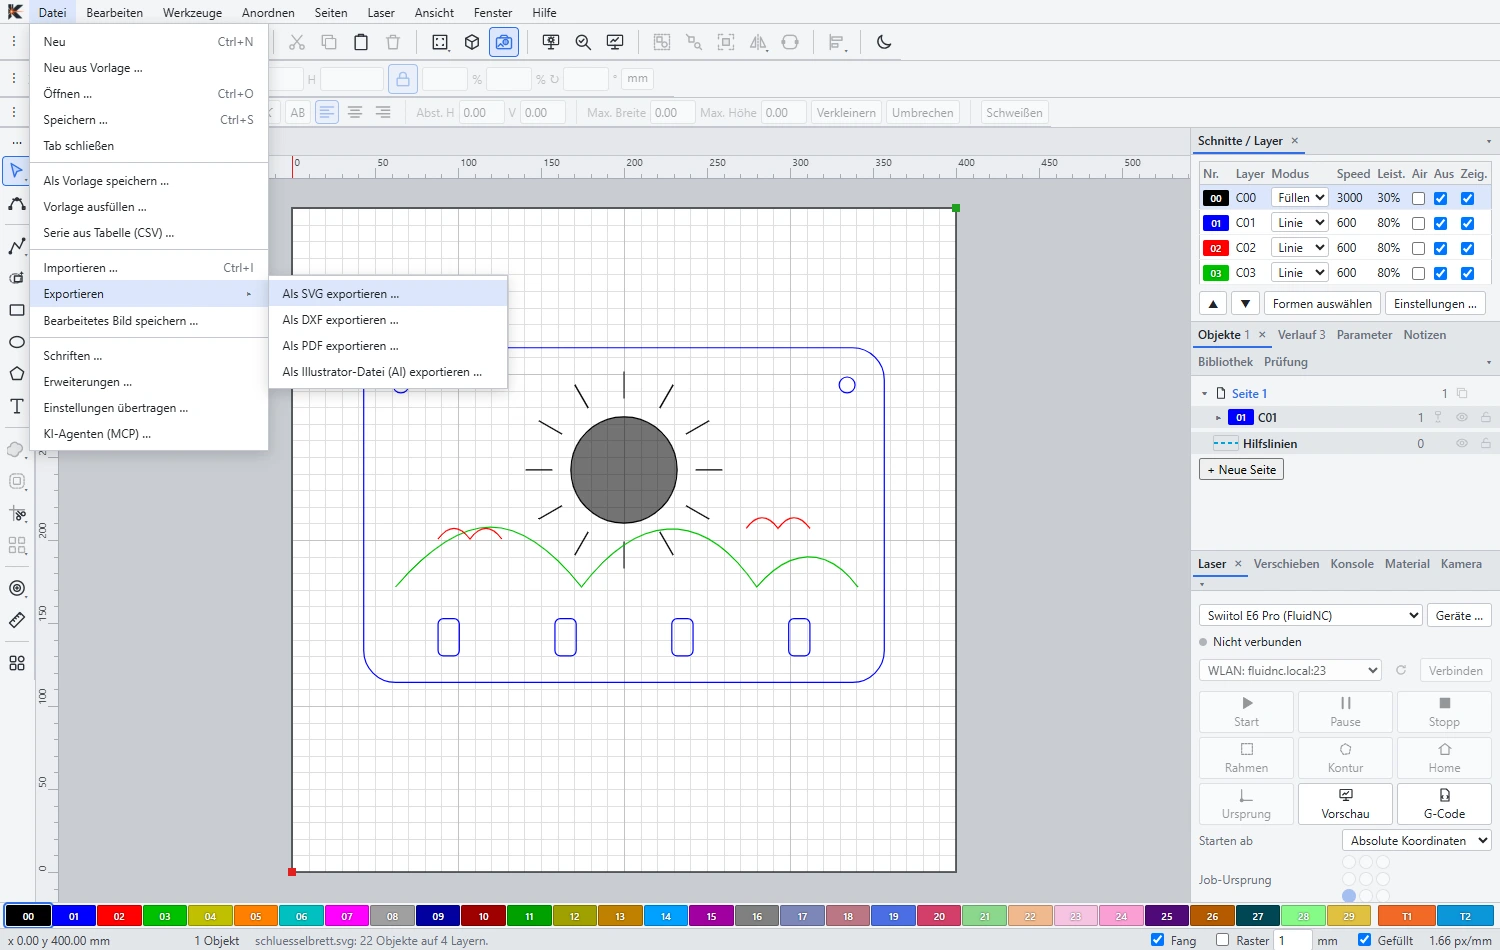 Datei Bearbeiten Werkzeuge Anordnen Seiten Laser Ansicht Fenster Hilfe
Neu Ctrl+N
Neu aus Vorlage ...
Öffnen ... Ctrl+O
Speichern ... Ctrl+S
Tab schließen
Als Vorlage speichern ...
Vorlage ausfüllen ...
Serie aus Tabelle (CSV) ...
Importieren ... Ctrl+I
Exportieren
Bearbeitetes Bild speichern ...
Schriften ...
Erweiterungen ...
Einstellungen übertragen ...
KI-Agenten (MCP) ...
Als SVG exportieren ...
Als DXF exportieren ...
Als PDF exportieren ...
Als Illustrator-Datei (AI) exportieren ...
H % % ° mm
AB Abst. H 0.00 V 0.00 Max. Breite 0.00 Max. Höhe 0.00 Verkleinern Umbrechen Schweißen
0 50 100 150 200 250 300 350 400 450 500
200
150
100
50
0
Schnitte / Layer
Nr. Layer Modus Speed Leist. Air Aus Zeig.
00 C00 Füllen 3000 30%
01 C01 Linie 600 80%
02 C02 Linie 600 80%
03 C03 Linie 600 80%
Formen auswählen Einstellungen ...
Objekte 1 Verlauf 3 Parameter Notizen
Bibliothek Prüfung
Seite 1 1
01 C01 1
Hilfslinien 0
+ Neue Seite
Laser Verschieben Konsole Material Kamera
Swiitol E6 Pro (FluidNC) Geräte ...
Nicht verbunden
WLAN: fluidnc.local:23 Verbinden
Start Pause Stopp
Rahmen Kontur Home
Ursprung Vorschau G-Code
Starten ab Absolute Koordinaten
Job-Ursprung
00 01 02 03 04 05 06 07 08 09 10 11 12 13 14 15 16 17 18 19 20 21 22 23 24 25 26 27 28 29 T1 T2
x 0.00 y 400.00 mm 1 Objekt schluesselbrett.svg: 22 Objekte auf 4 Layern. Fang Raster 1 mm Gefüllt 1.66 px/mm